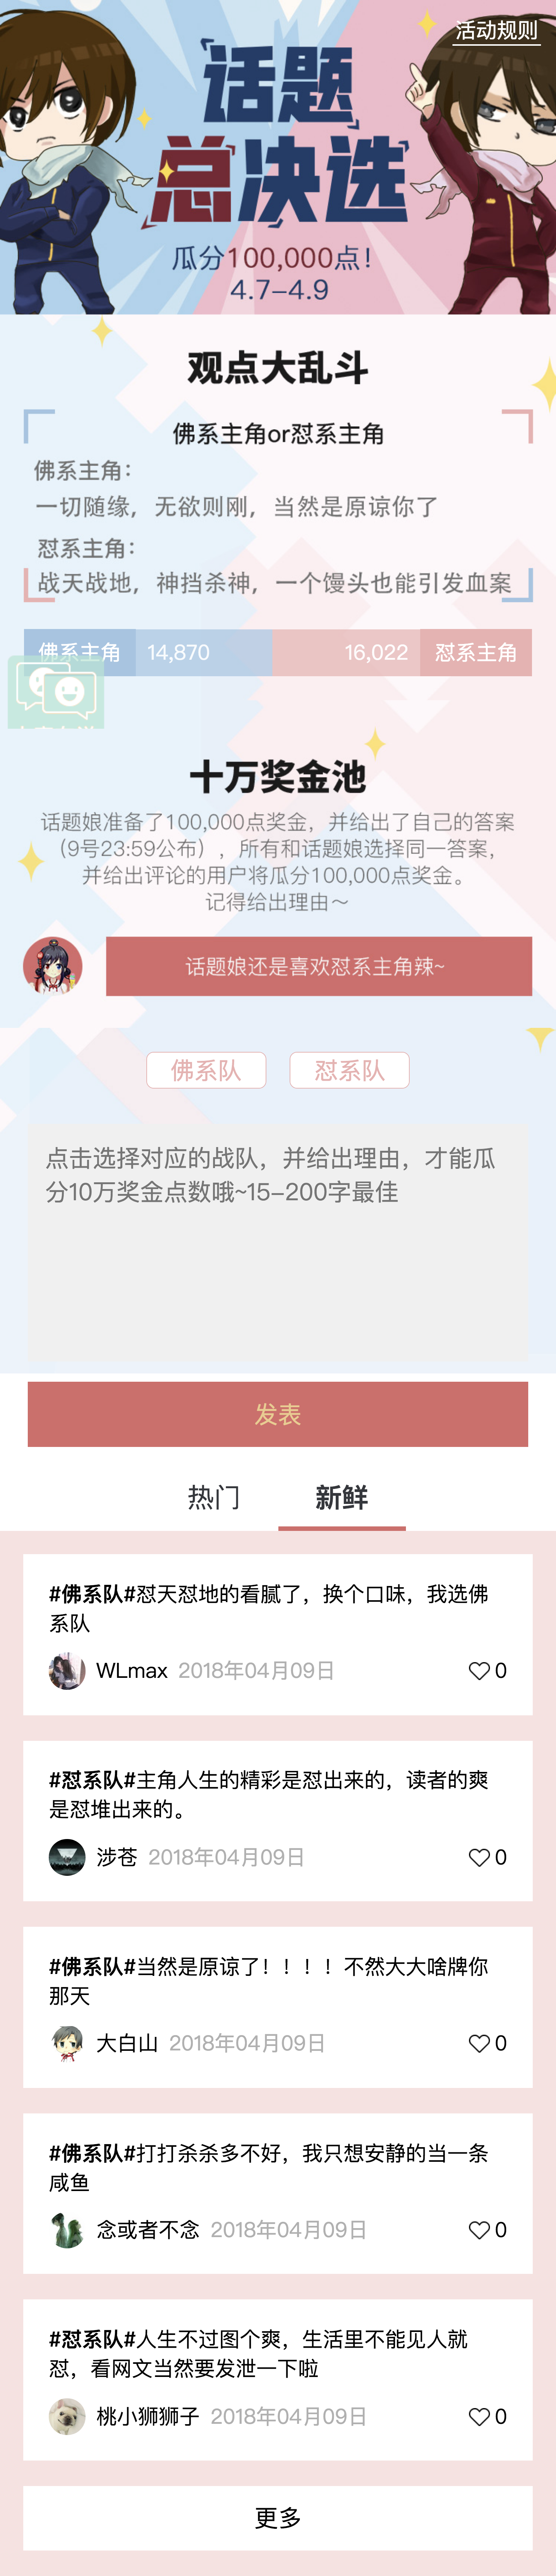 活动规则
话题
总决选
瓜分100,000点！
4.7-4.9
观点大乱斗
佛系主角or怼系主角
佛系主角：
一切随缘，无欲则刚，当然是原谅你了
怼系主角：
战天战地，神挡杀神，一个馒头也能引发血案
佛系主角 14,870 16,022 怼系主角
十万奖金池
话题娘准备了100,000点奖金，并给出了自己的答案
（9号23:59公布），所有和话题娘选择同一答案，
并给出评论的用户将瓜分100,000点奖金。
记得给出理由～
话题娘还是喜欢怼系主角辣~
佛系队 怼系队
点击选择对应的战队，并给出理由，才能瓜
分10万奖金点数哦~15-200字最佳
发表
热门 新鲜
#佛系队#怼天怼地的看腻了，换个口味，我选佛
系队
WLmax 2018年04月09日 0
#怼系队#主角人生的精彩是怼出来的，读者的爽
是怼堆出来的。
涉苍 2018年04月09日 0
#佛系队#当然是原谅了！！！！不然大大啥牌你
那天
大白山 2018年04月09日 0
#佛系队#打打杀杀多不好，我只想安静的当一条
咸鱼
念或者不念 2018年04月09日 0
#怼系队#人生不过图个爽，生活里不能见人就
怼，看网文当然要发泄一下啦
桃小狮狮子 2018年04月09日 0
更多